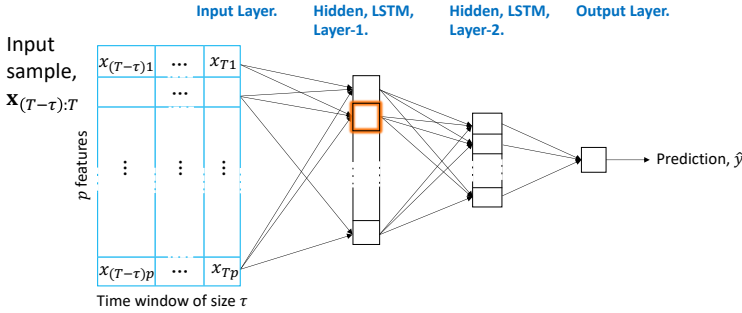 Input Layer.
Hidden, LSTM,
Layer-1.
Hidden, LSTM,
Layer-2.
Output Layer.
Input
sample,
𝐱₍T−τ₎:T
x₍T−τ₎1 ... xT1
...
p features
⋮ ⋮ ⋮
⋮ ⋮
Prediction, ŷ
x₍T−τ₎p ... xTp
Time window of size τ